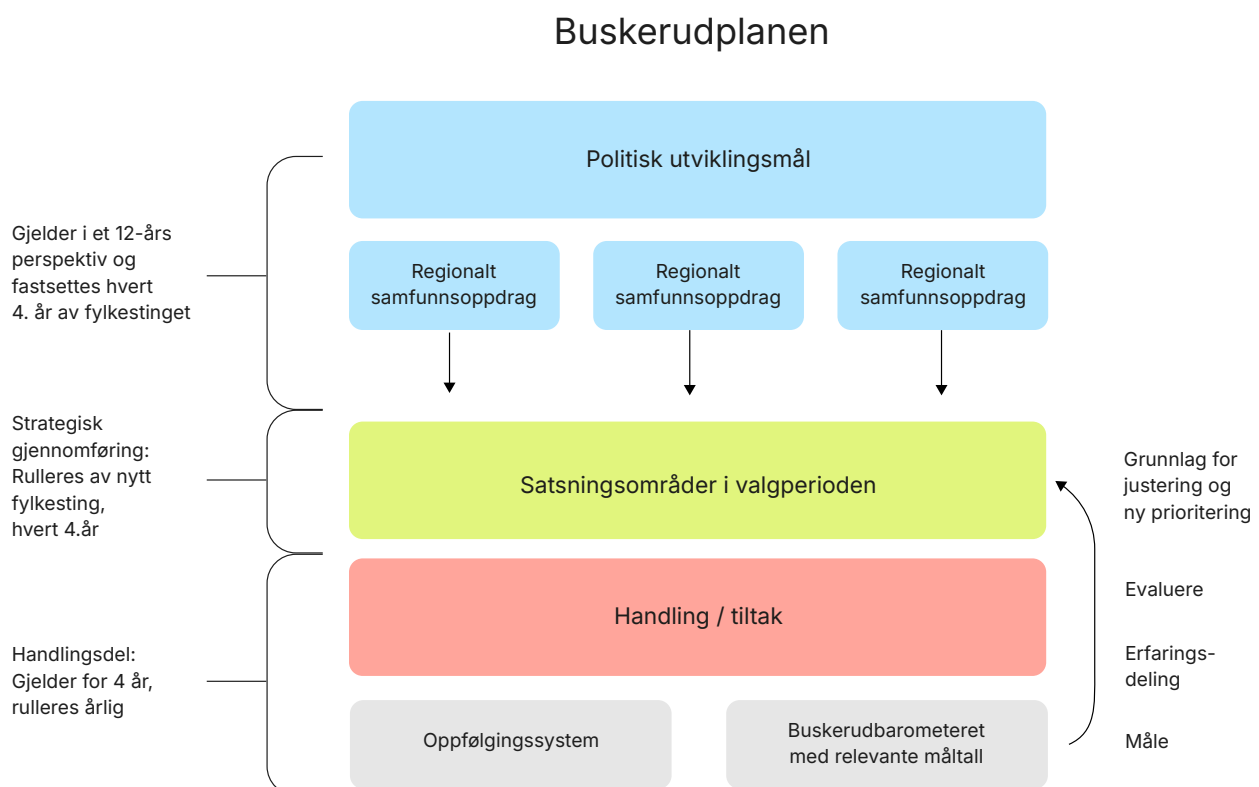 Buskerudplanen
Politisk utviklingsmål
Gjelder i et 12-års
perspektiv og
fastsettes hvert
4. år av fylkestinget
Regionalt
samfunnsoppdrag
Regionalt
samfunnsoppdrag
Regionalt
samfunnsoppdrag
Strategisk
gjennomføring:
Rulleres av nytt
fylkesting,
hvert 4.år
Satsningsområder i valgperioden
Grunnlag for
justering og
ny prioritering
Handling / tiltak
Evaluere
Erfarings-
deling
Måle
Handlingsdel:
Gjelder for 4 år,
rulleres årlig
Oppfølgingssystem
Buskerudbarometeret
med relevante måltall